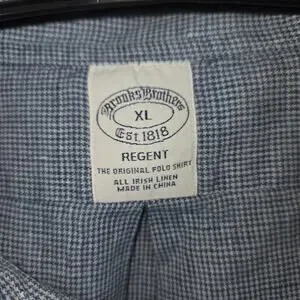 Brooks Brothers
XL
Est. 1818
REGENT
THE ORIGINAL POLO SHIRT
ALL IRISH LINEN
MADE IN CHINA